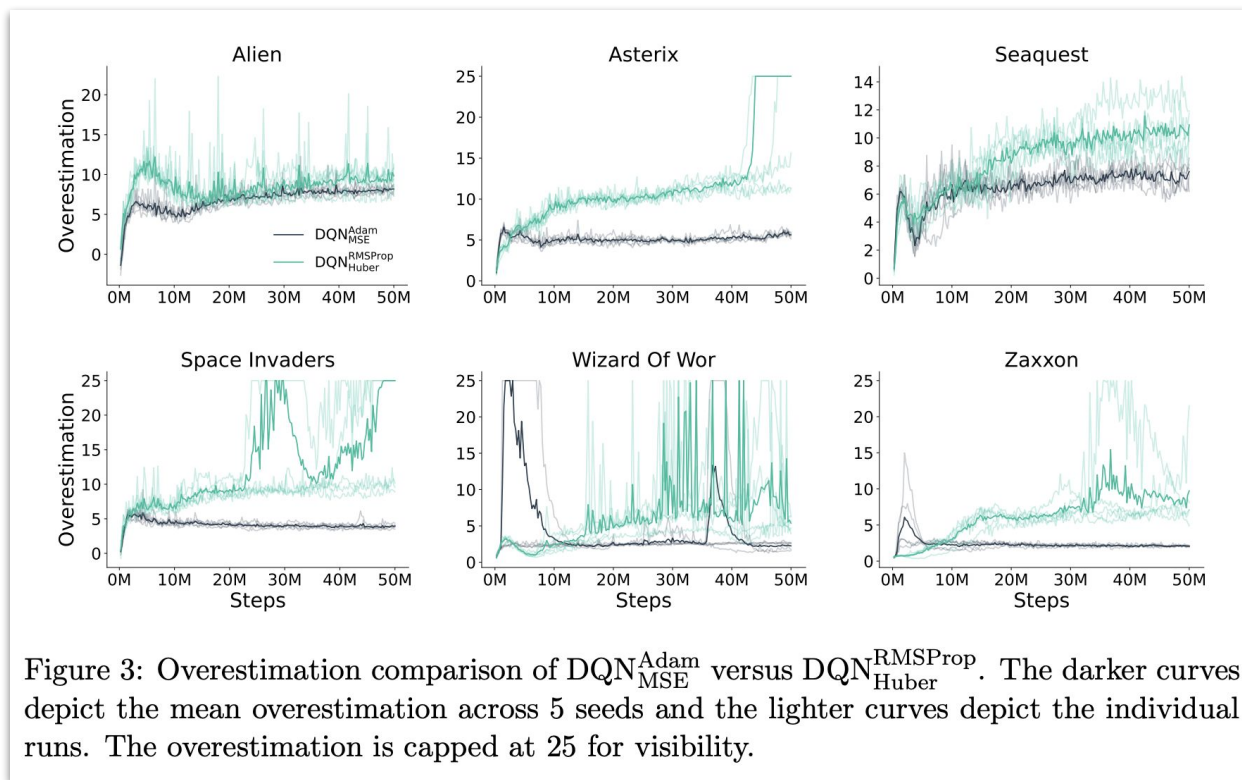 Alien
Asterix
Seaquest
Overestimation
20
15
10
5
0
0M 10M 20M 30M 40M 50M
DQN^Adam_MSE
DQN^RMSProp_Huber
25
20
15
10
5
0
0M 10M 20M 30M 40M 50M
14
12
10
8
6
4
2
0
0M 10M 20M 30M 40M 50M
Space Invaders
Wizard Of Wor
Zaxxon
Overestimation
25
20
15
10
5
0
0M 10M 20M 30M 40M 50M
Steps
25
20
15
10
5
0
0M 10M 20M 30M 40M 50M
Steps
25
20
15
10
5
0
0M 10M 20M 30M 40M 50M
Steps
Figure 3: Overestimation comparison of DQN^Adam_MSE versus DQN^RMSProp_Huber. The darker curves
depict the mean overestimation across 5 seeds and the lighter curves depict the individual
runs. The overestimation is capped at 25 for visibility.